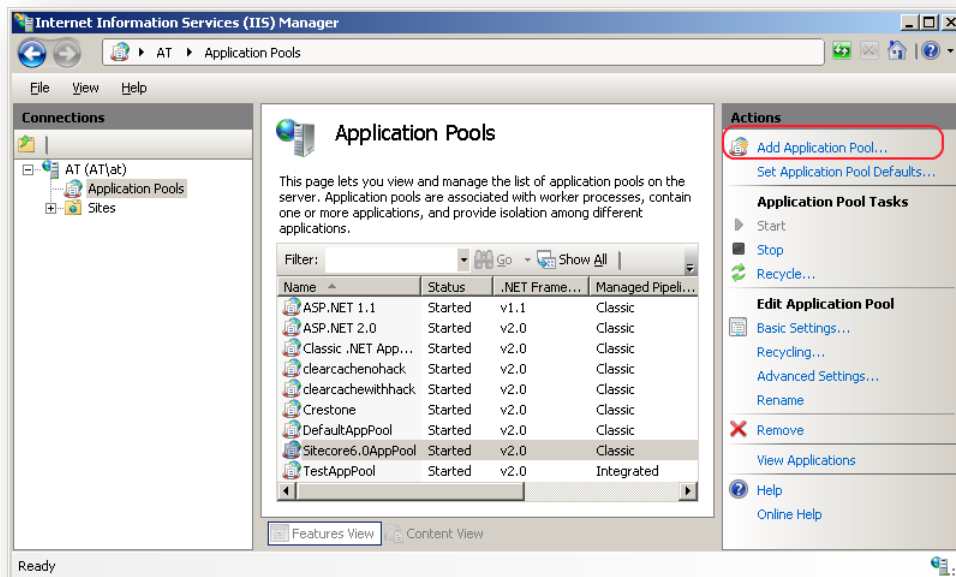 Internet Information Services (IIS) Manager
AT Application Pools
File View Help
Connections
AT (AT\at)
Application Pools
Sites
Application Pools
This page lets you view and manage the list of application pools on the
server. Application pools are associated with worker processes, contain
one or more applications, and provide isolation among different
applications.
Filter: Go Show All
Name Status .NET Frame... Managed Pipeli...
ASP.NET 1.1 Started v1.1 Classic
ASP.NET 2.0 Started v2.0 Classic
Classic .NET App... Started v2.0 Classic
clearcachenohack Started v2.0 Classic
clearcachewithhack Started v2.0 Classic
Crestone Started v2.0 Classic
DefaultAppPool Started v2.0 Classic
Sitecore6.0AppPool Started v2.0 Classic
TestAppPool Started v2.0 Integrated
Features View Content View
Actions
Add Application Pool...
Set Application Pool Defaults...
Application Pool Tasks
Start
Stop
Recycle...
Edit Application Pool
Basic Settings...
Recycling...
Advanced Settings...
Rename
Remove
View Applications
Help
Online Help
Ready